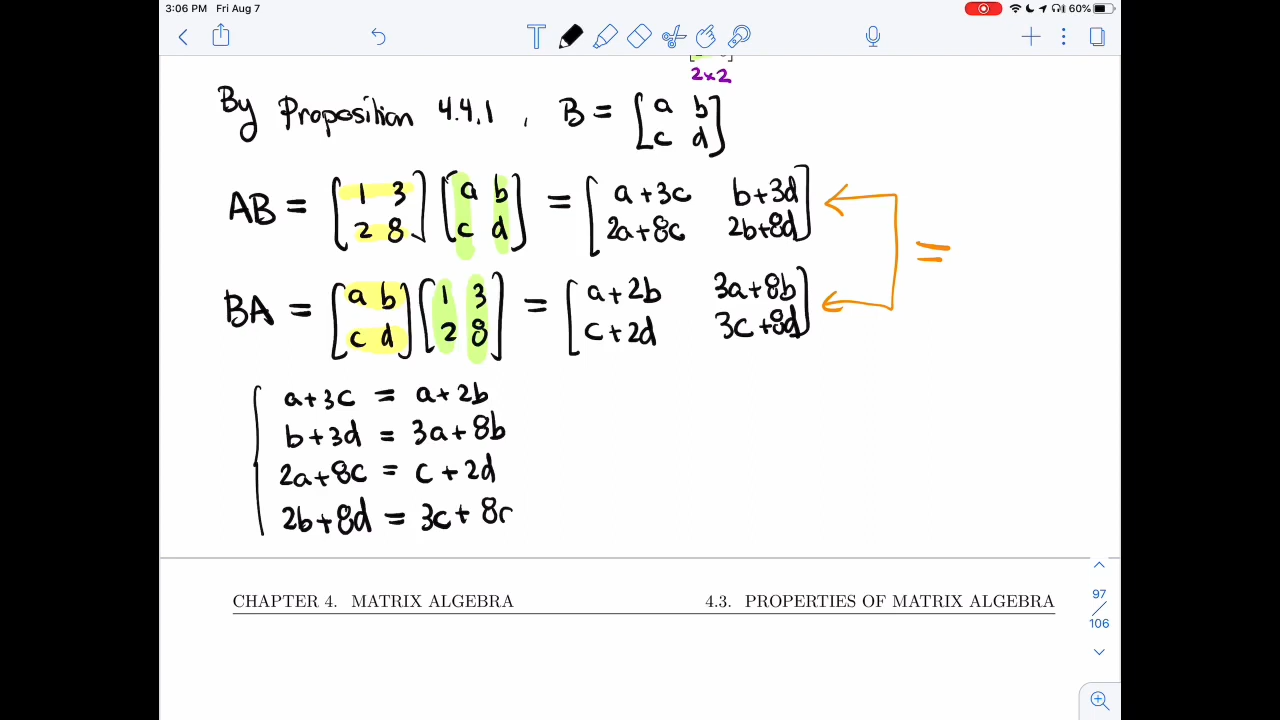 3:06 PM Fri Aug 7 60%
2x2
By Proposition 4.4.1, B = [a b; c d]
AB = [1 3; 2 8] [a b; c d] = [a+3c b+3d; 2a+8c 2b+8d]
=
BA = [a b; c d] [1 3; 2 8] = [a+2b 3a+8b; c+2d 3c+8d]
a+3c = a+2b
b+3d = 3a+8b
2a+8c = c+2d
2b+8d = 3c+8
CHAPTER 4. MATRIX ALGEBRA 4.3. PROPERTIES OF MATRIX ALGEBRA
97
106